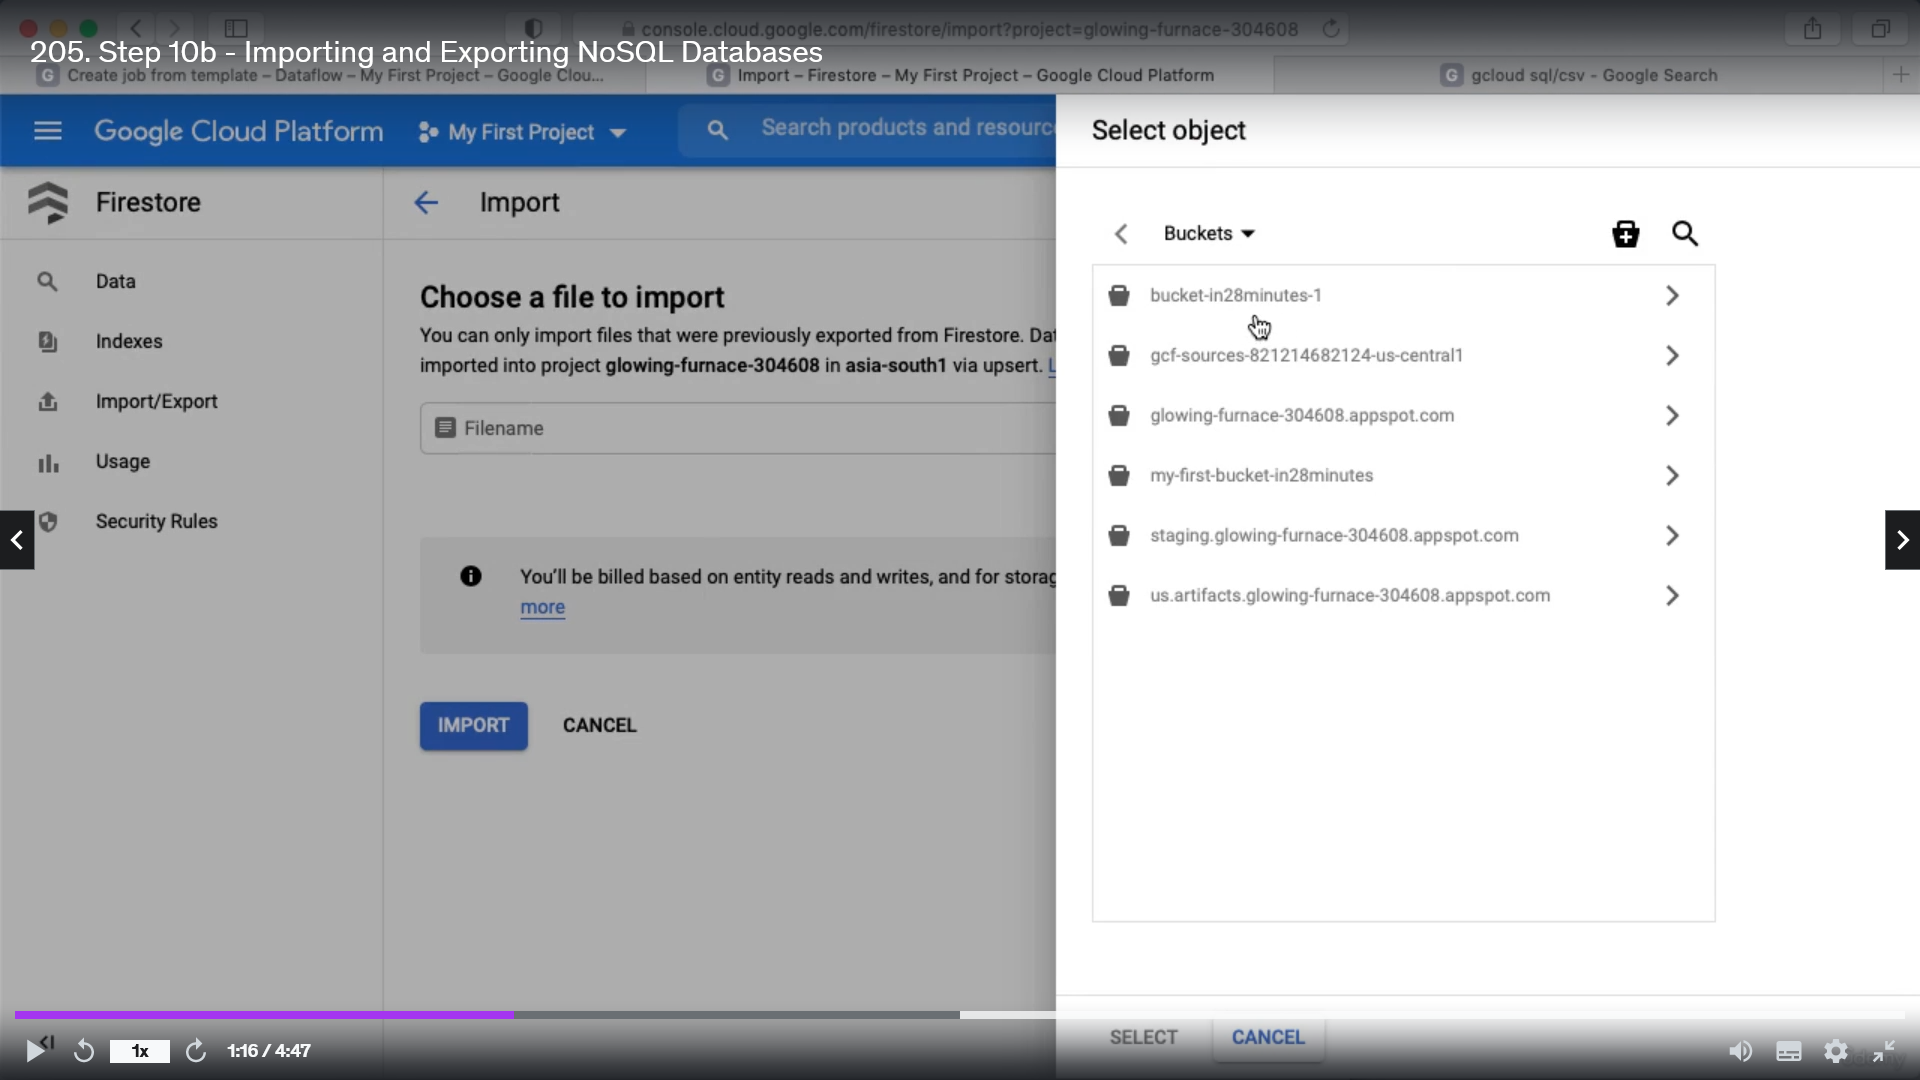 console.cloud.google.com/firestore/import?project=glowing-furnace-304608
205. Step 10b - Importing and Exporting NoSQL Databases
Create job from template – Dataflow – My First Project – Google Clou...
Import – Firestore – My First Project – Google Cloud Platform
gcloud sql/csv - Google Search
Google Cloud Platform
My First Project
Search products and resourc
Select object
Firestore
Import
Buckets
Data
Indexes
Import/Export
Usage
Security Rules
Choose a file to import
You can only import files that were previously exported from Firestore. Dat
imported into project glowing-furnace-304608 in asia-south1 via upsert. L
Filename
You'll be billed based on entity reads and writes, and for storag
more
IMPORT CANCEL
bucket-in28minutes-1
gcf-sources-821214682124-us-central1
glowing-furnace-304608.appspot.com
my-first-bucket-in28minutes
staging.glowing-furnace-304608.appspot.com
us.artifacts.glowing-furnace-304608.appspot.com
SELECT CANCEL
1x
1:16 / 4:47